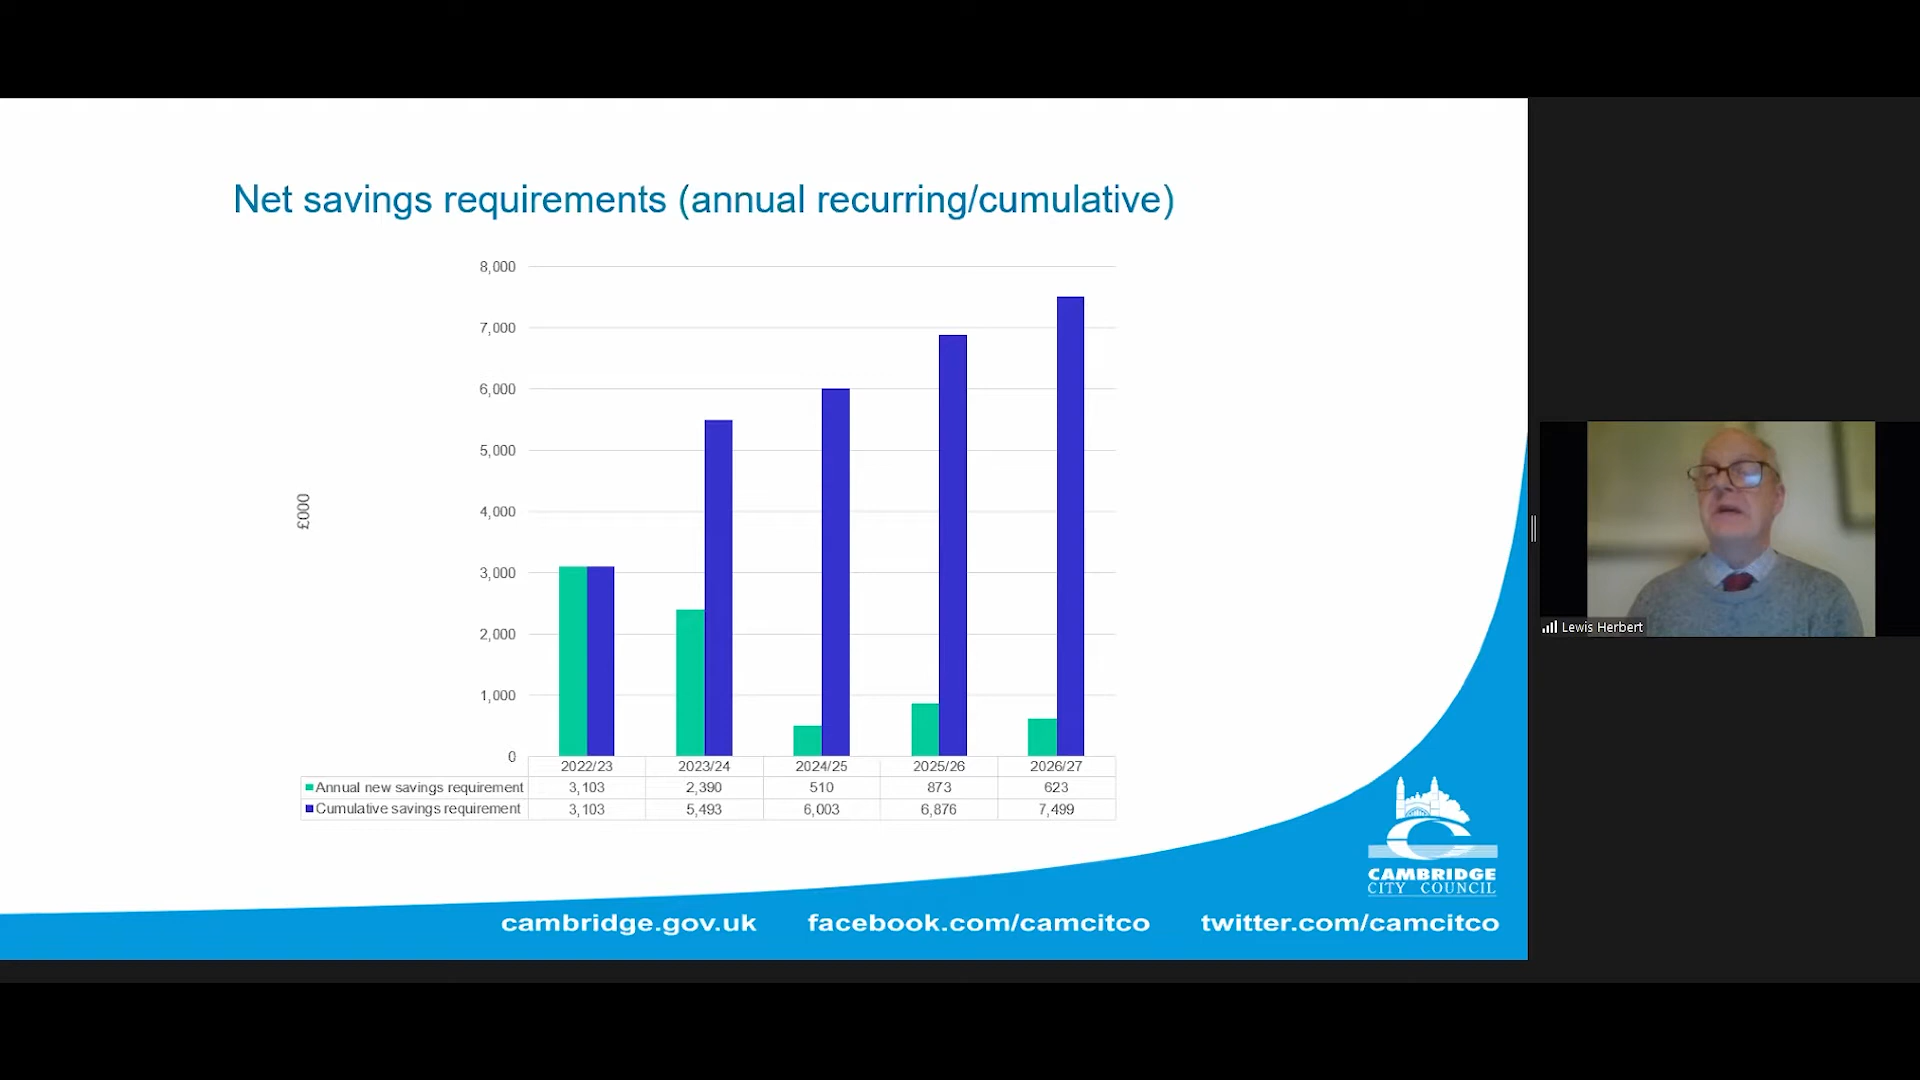 Net savings requirements (annual recurring/cumulative)
8,000
7,000
6,000
5,000
4,000
3,000
2,000
1,000
0
£000
2022/23 2023/24 2024/25 2025/26 2026/27
Annual new savings requirement 3,103 2,390 510 873 623
Cumulative savings requirement 3,103 5,493 6,003 6,876 7,499
Lewis Herbert
CAMBRIDGE
CITY COUNCIL
cambridge.gov.uk facebook.com/camcitco twitter.com/camcitco